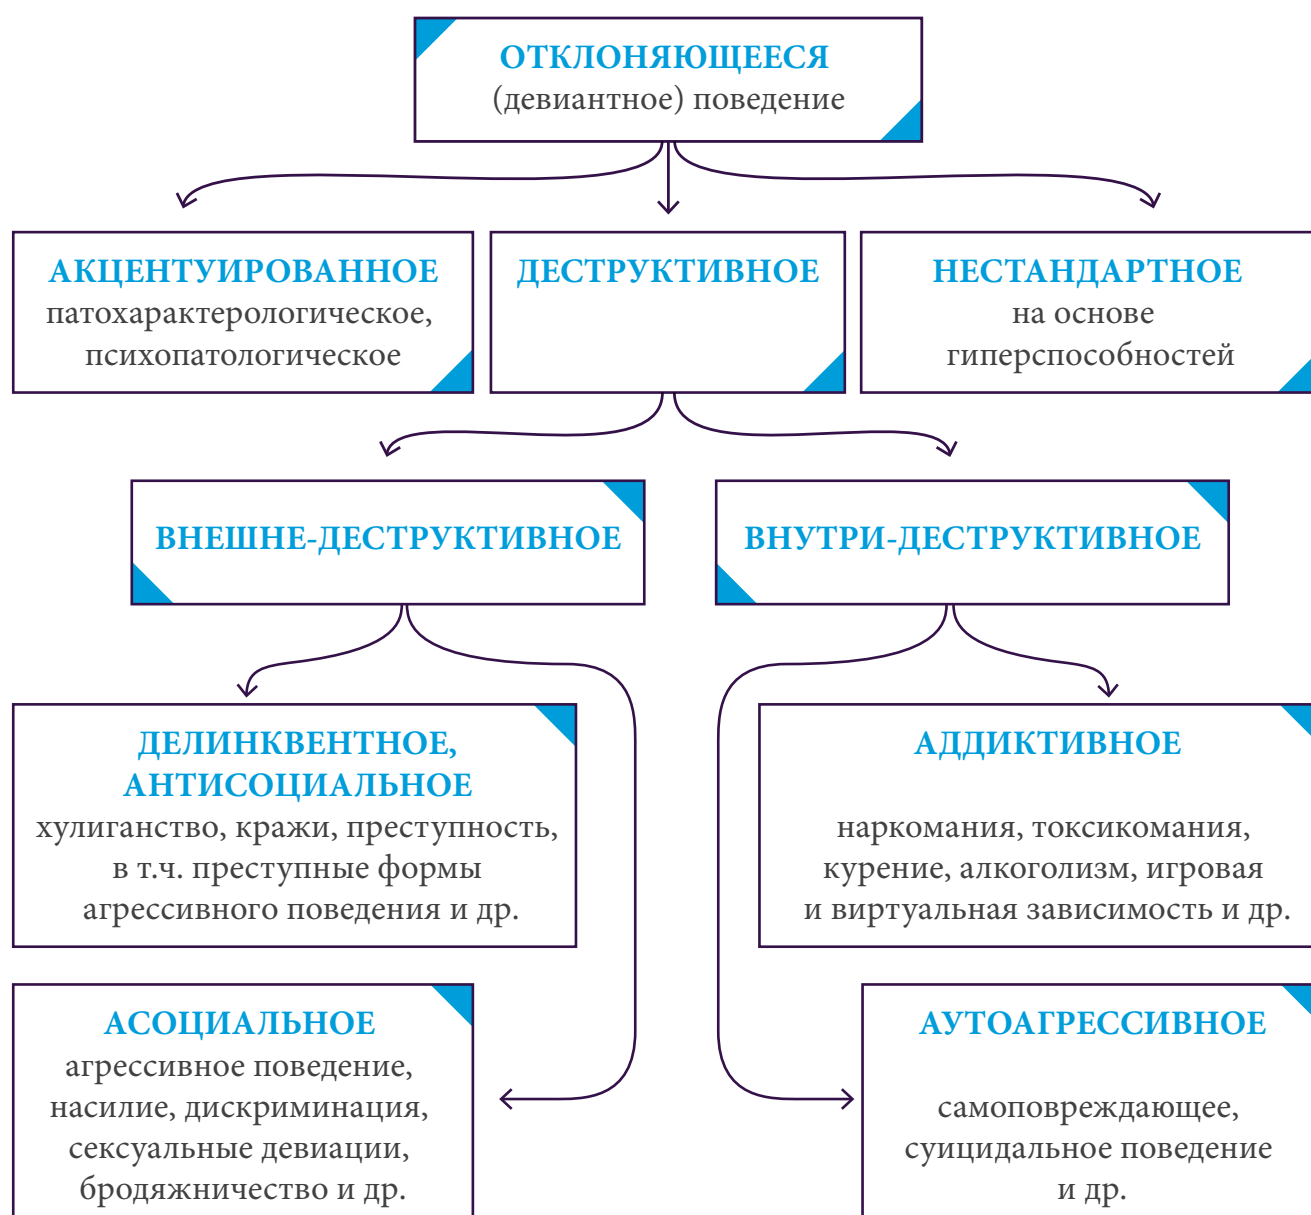 ОТКЛОНЯЮЩЕЕСЯ
(девиантное) поведение
АКЦЕНТУИРОВАННОЕ
патохарактерологическое,
психопатологическое
ДЕСТРУКТИВНОЕ
НЕСТАНДАРТНОЕ
на основе
гиперспособностей
ВНЕШНЕ-ДЕСТРУКТИВНОЕ
ВНУТРИ-ДЕСТРУКТИВНОЕ
ДЕЛИНКВЕНТНОЕ,
АНТИСОЦИАЛЬНОЕ
хулиганство, кражи, преступность,
в т.ч. преступные формы
агрессивного поведения и др.
АДДИКТИВНОЕ
наркомания, токсикомания,
курение, алкоголизм, игровая
и виртуальная зависимость и др.
АСОЦИАЛЬНОЕ
агрессивное поведение,
насилие, дискриминация,
сексуальные девиации,
бродяжничество и др.
АУТОАГРЕССИВНОЕ
самоповреждающее,
суицидальное поведение
и др.